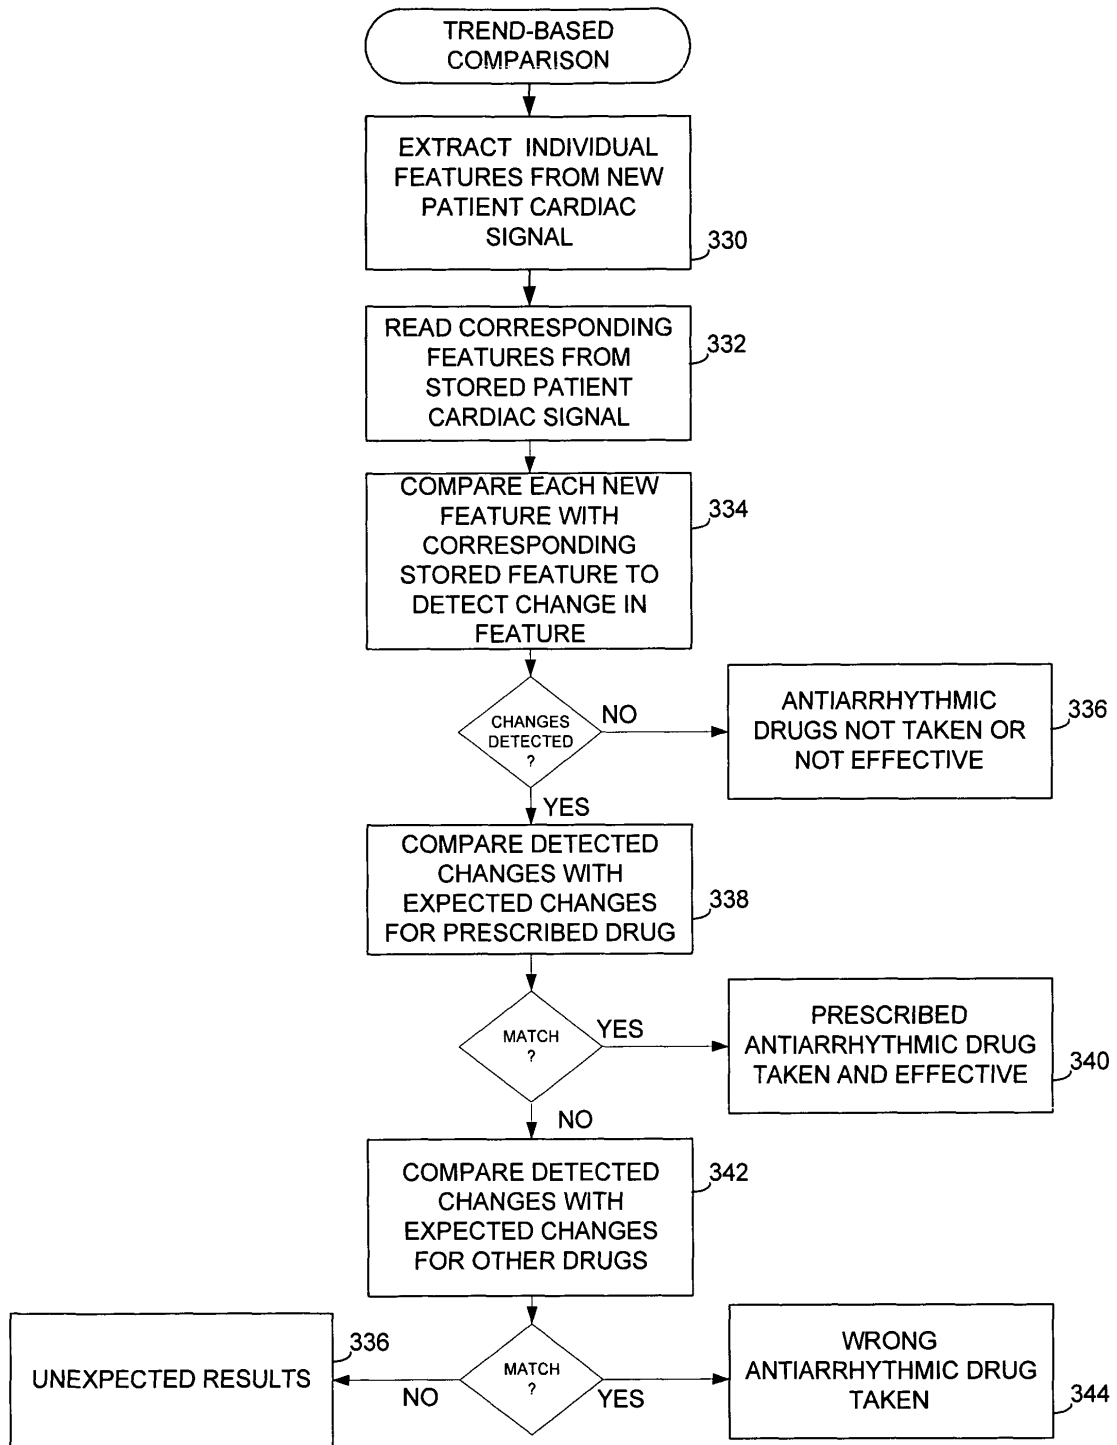 TREND-BASED
COMPARISON
EXTRACT INDIVIDUAL
FEATURES FROM NEW
PATIENT CARDIAC
SIGNAL
330
READ CORRESPONDING
FEATURES FROM
STORED PATIENT
CARDIAC SIGNAL
332
COMPARE EACH NEW
FEATURE WITH
CORRESPONDING
STORED FEATURE TO
DETECT CHANGE IN
FEATURE
334
CHANGES
DETECTED
?
NO
ANTIARRHYTHMIC
DRUGS NOT TAKEN OR
NOT EFFECTIVE
336
YES
COMPARE DETECTED
CHANGES WITH
EXPECTED CHANGES
FOR PRESCRIBED DRUG
338
MATCH
?
YES
PRESCRIBED
ANTIARRHYTHMIC DRUG
TAKEN AND EFFECTIVE
340
NO
COMPARE DETECTED
CHANGES WITH
EXPECTED CHANGES
FOR OTHER DRUGS
342
UNEXPECTED RESULTS
336
NO
MATCH
?
YES
WRONG
ANTIARRHYTHMIC DRUG
TAKEN
344